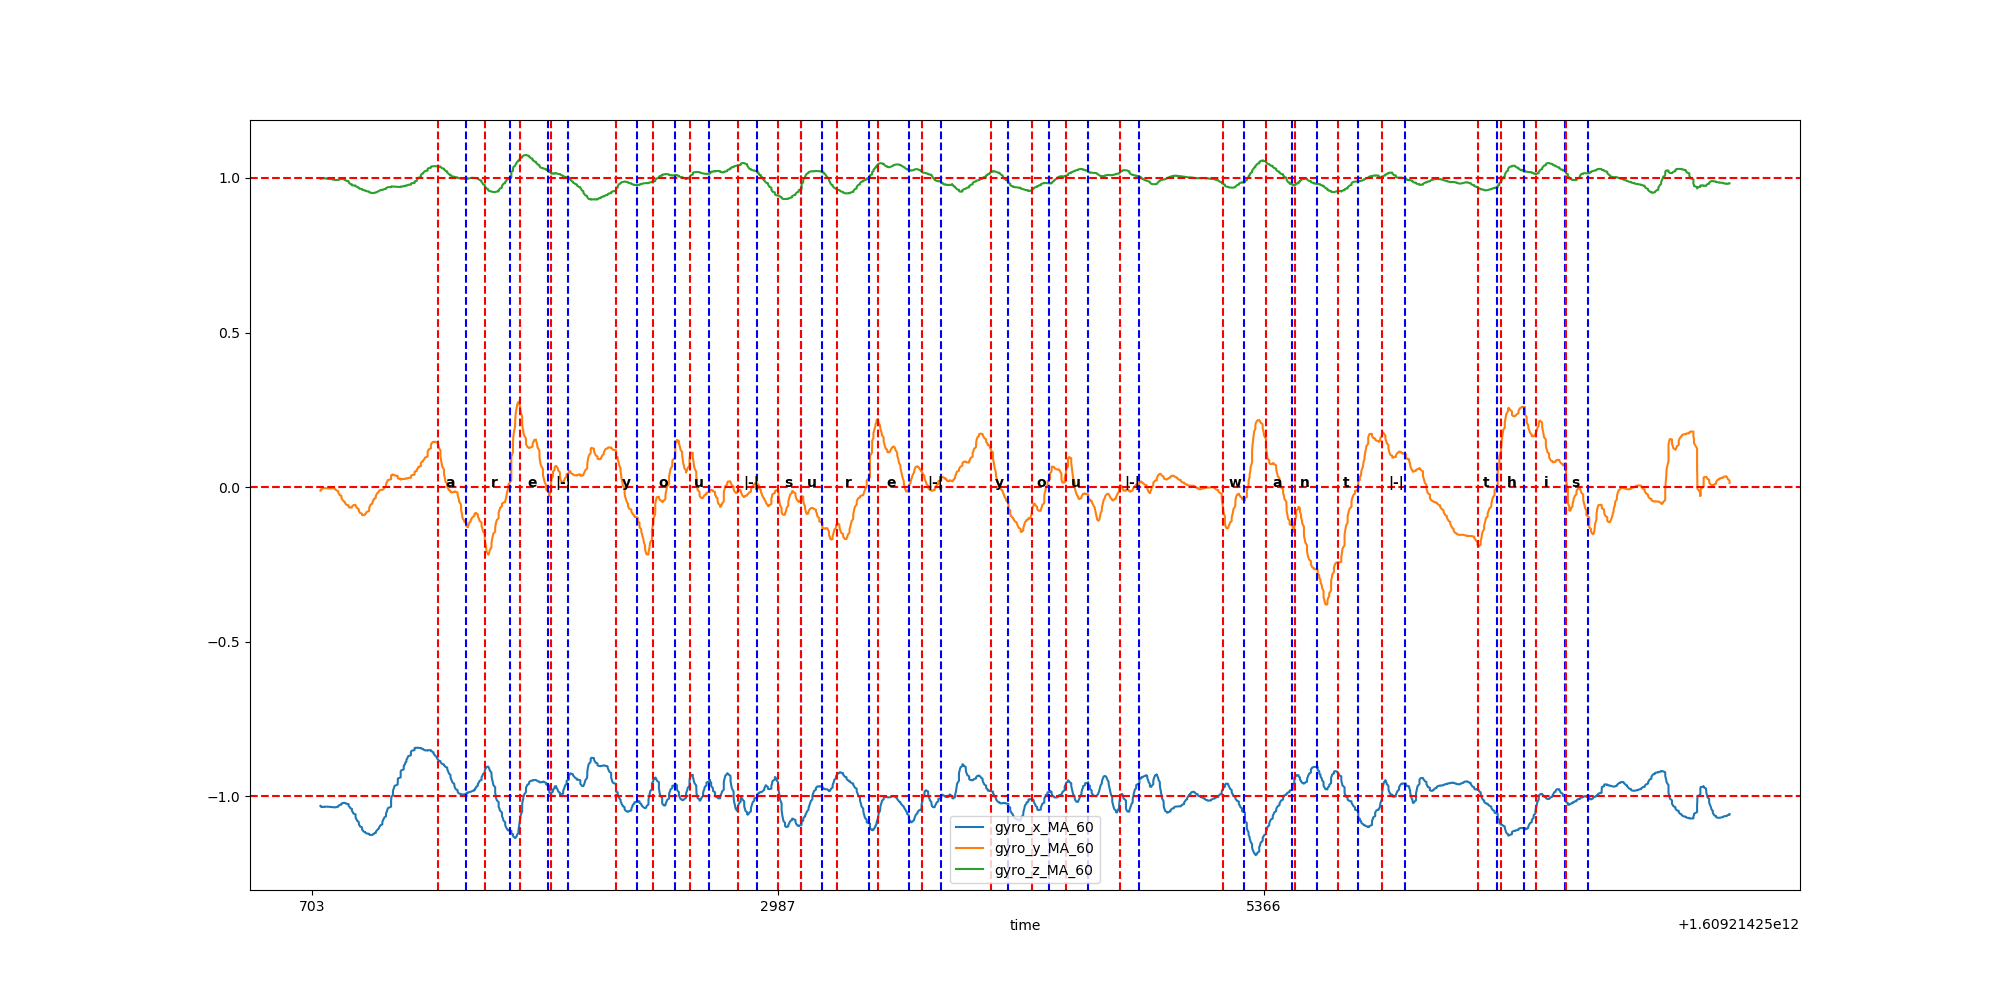 1.0
0.5
a r e |-| y o u |-| s u r e |-| y o u |-| w a n t |-| t h i s
0.0
−0.5
−1.0
gyro_x_MA_60
gyro_y_MA_60
gyro_z_MA_60
703 2987 5366
time
+1.60921425e12